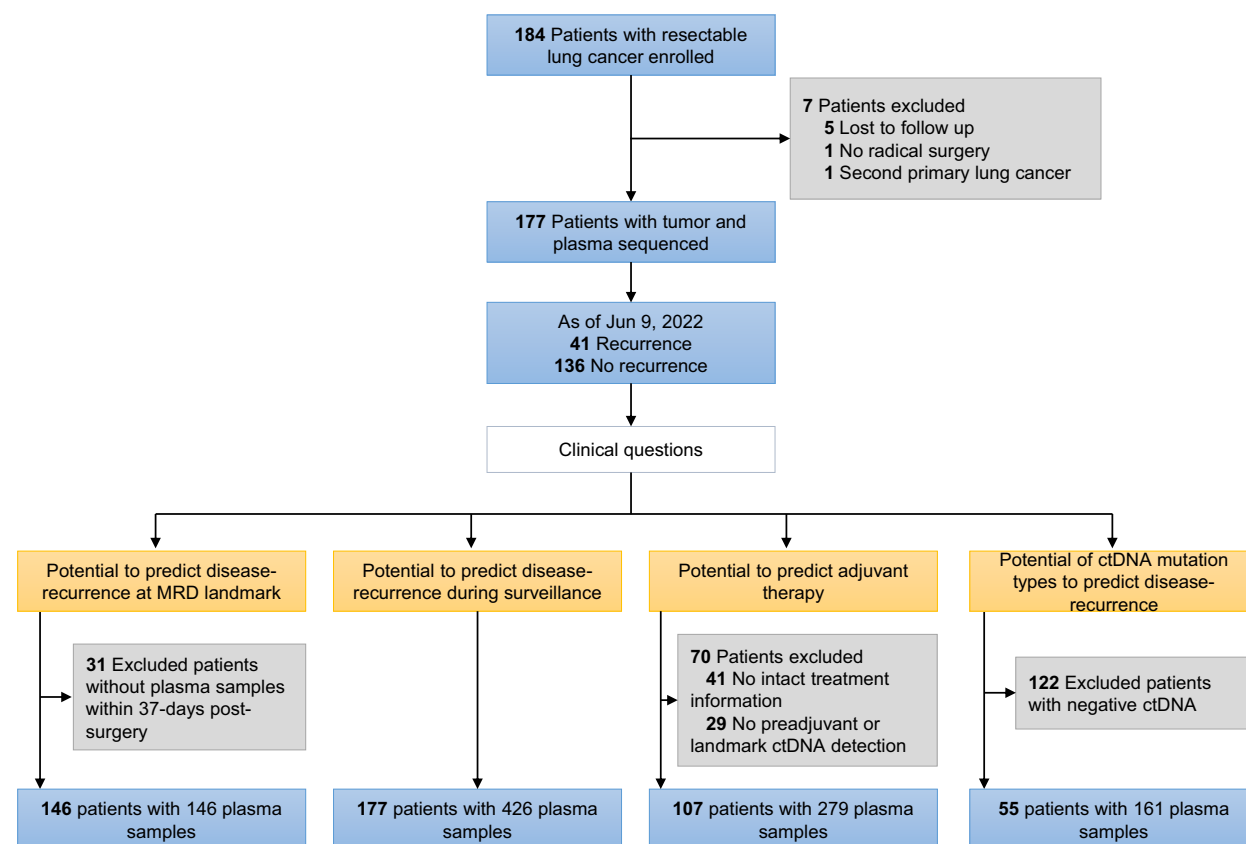 184 Patients with resectable
lung cancer enrolled
7 Patients excluded
5 Lost to follow up
1 No radical surgery
1 Second primary lung cancer
177 Patients with tumor and
plasma sequenced
As of Jun 9, 2022
41 Recurrence
136 No recurrence
Clinical questions
Potential to predict disease-
recurrence at MRD landmark
Potential to predict disease-
recurrence during surveillance
Potential to predict adjuvant
therapy
Potential of ctDNA mutation
types to predict disease-
recurrence
31 Excluded patients
without plasma samples
within 37-days post-
surgery
70 Patients excluded
41 No intact treatment
information
29 No preadjuvant or
landmark ctDNA detection
122 Excluded patients
with negative ctDNA
146 patients with 146 plasma
samples
177 patients with 426 plasma
samples
107 patients with 279 plasma
samples
55 patients with 161 plasma
samples